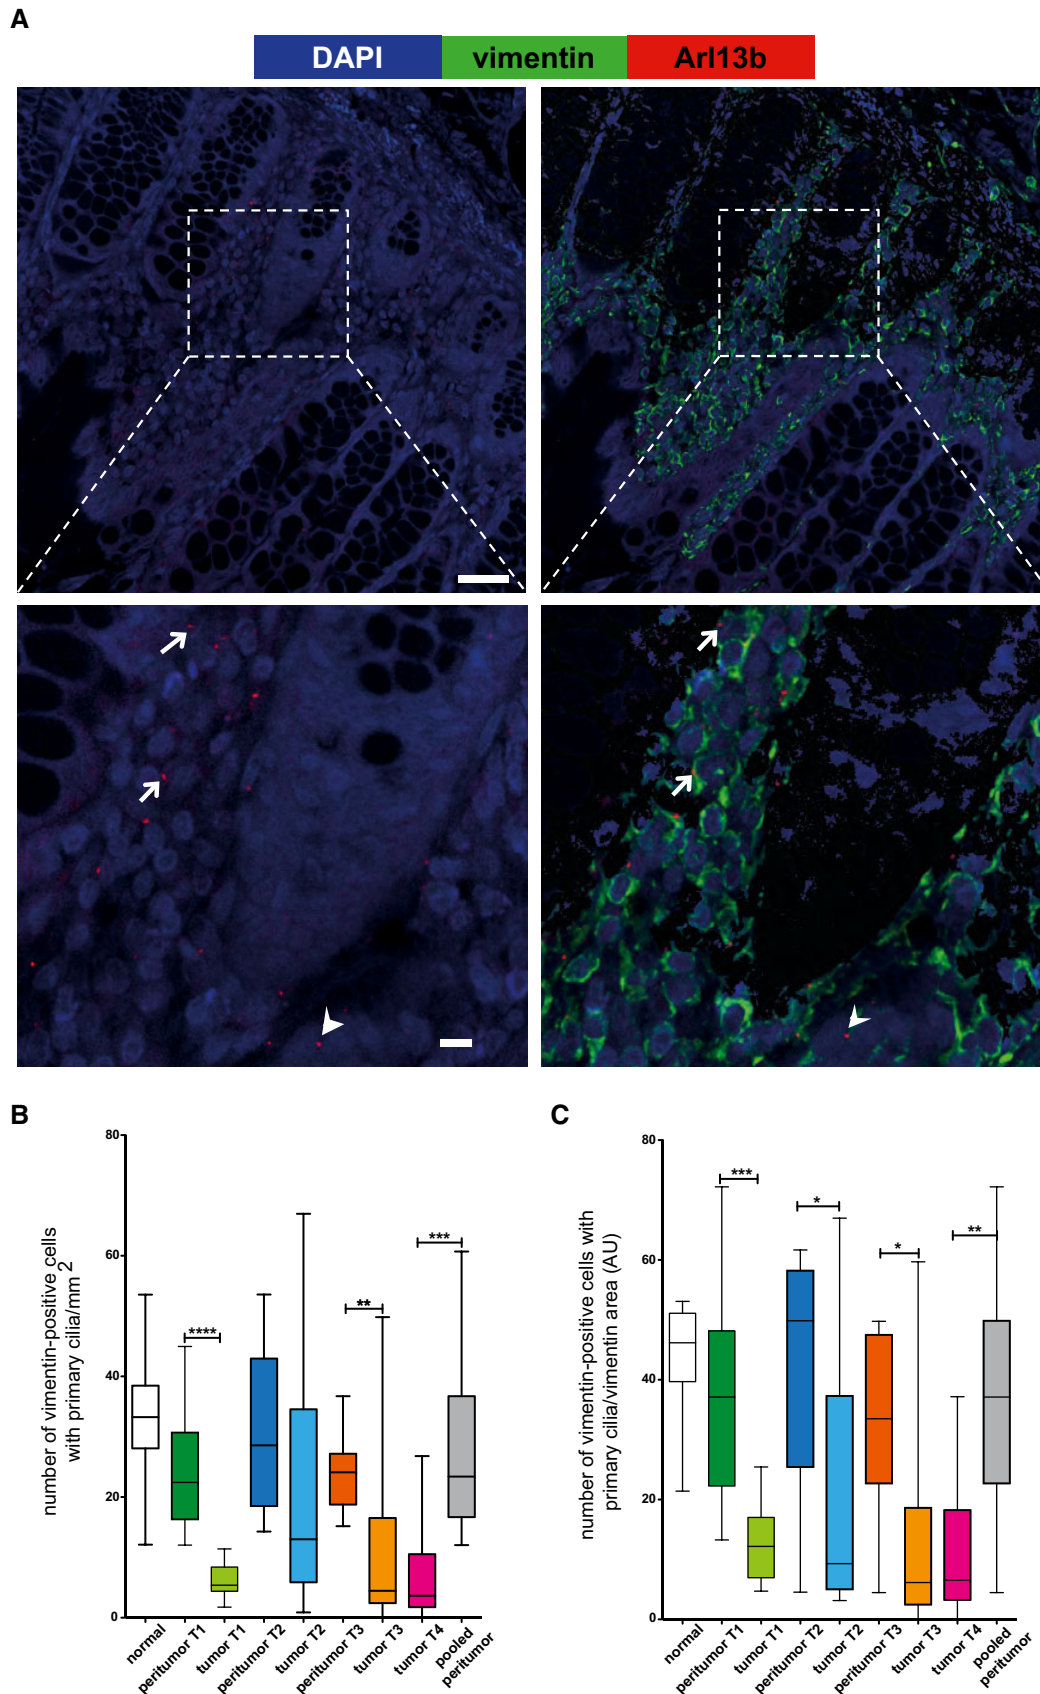 A
DAPI vimentin Arl13b
B
number of vimentin-positive cells
with primary cilia/mm 2
80
60
40
20
0
****
**
***
normal
peritumor T1
tumor T1
peritumor T2
tumor T2
peritumor T3
tumor T3
tumor T4
pooled
peritumor
C
number of vimentin-positive cells with
primary cilia/vimentin area (AU)
80
60
40
20
0
***
*
*
**
normal
peritumor T1
tumor T1
peritumor T2
tumor T2
peritumor T3
tumor T3
tumor T4
pooled
peritumor